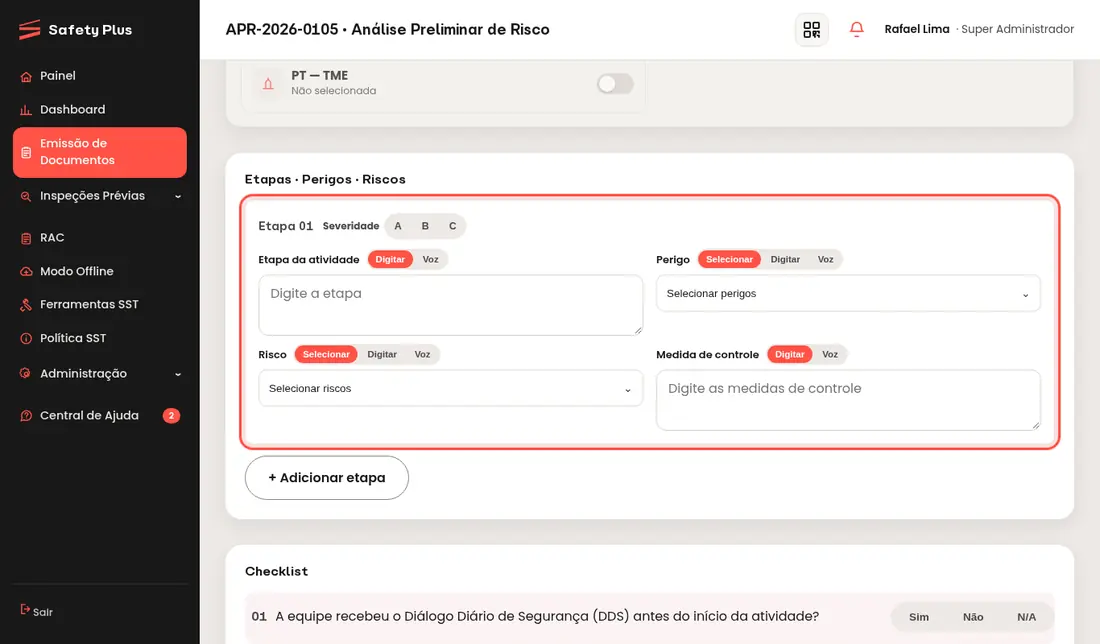 Safety Plus
APR-2026-0105 • Análise Preliminar de Risco
Rafael Lima · Super Administrador
Painel
Dashboard
Emissão de
Documentos
Inspeções Prévias
RAC
Modo Offline
Ferramentas SST
Política SST
Administração
Central de Ajuda 2
Sair
PT — TME
Não selecionada
Etapas · Perigos · Riscos
Etapa 01 Severidade A B C
Etapa da atividade Digitar Voz
Digite a etapa
Perigo Selecionar Digitar Voz
Selecionar perigos
Risco Selecionar Digitar Voz
Selecionar riscos
Medida de controle Digitar Voz
Digite as medidas de controle
+ Adicionar etapa
Checklist
01 A equipe recebeu o Diálogo Diário de Segurança (DDS) antes do início da atividade? Sim Não N/A